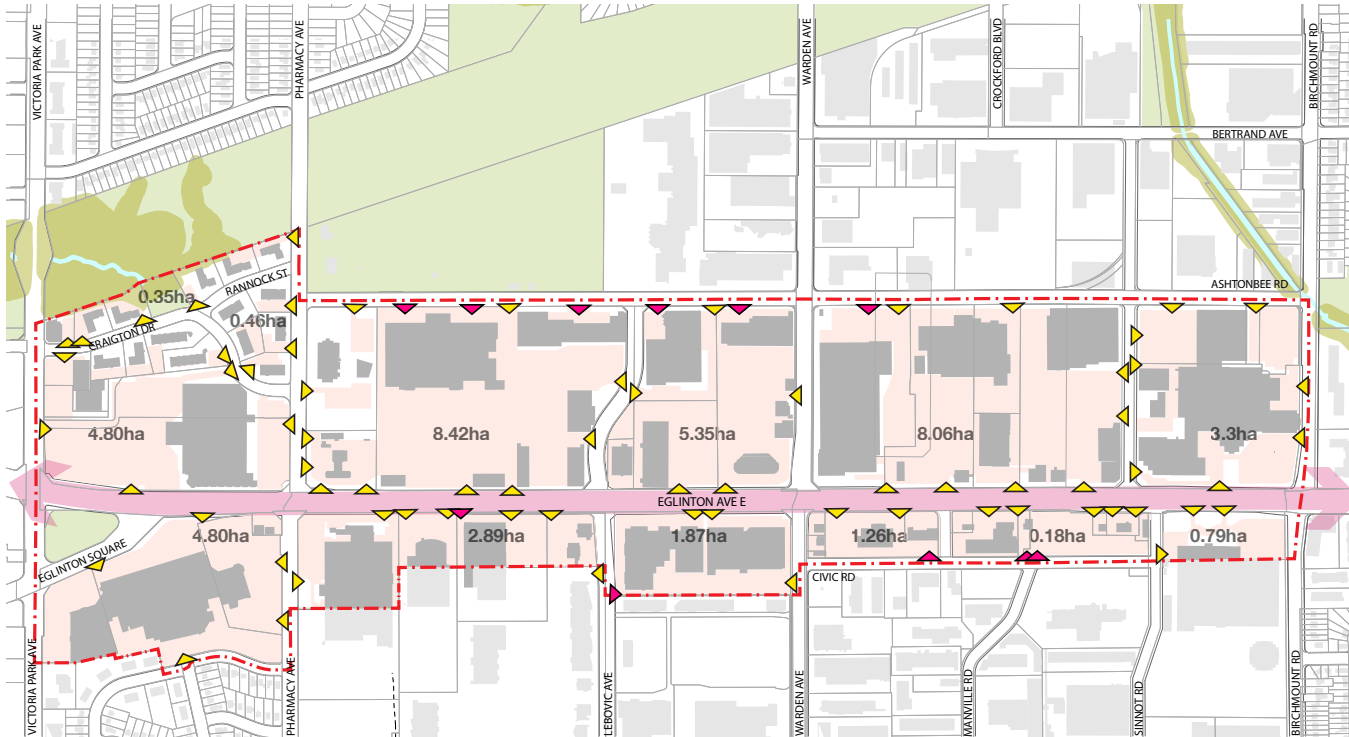 VICTORIA PARK AVE
PHARMACY AVE
WARDEN AVE
CROCKFORD BLVD
BIRCHMOUNT RD
BERTRAND AVE
RANNOCK ST
ASHTONBEE RD
0.35ha
0.46ha
CRAIGTON DR
4.80ha
8.42ha
5.35ha
8.06ha
3.3ha
EGLINTON AVE E
4.80ha
2.89ha
1.87ha
1.26ha
0.18ha
0.79ha
EGLINTON SQUARE
CIVIC RD
VICTORIA PARK AVE
PHARMACY AVE
LEBOVIC AVE
WARDEN AVE
MANVILLE RD
SINNOTT RD
BIRCHMOUNT RD